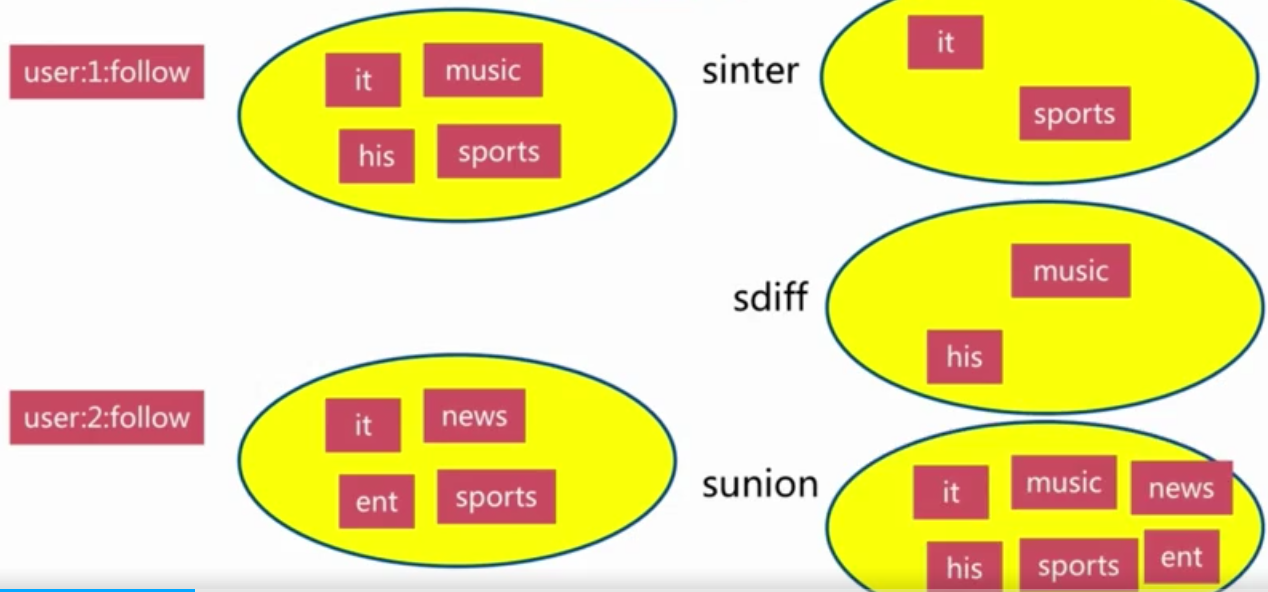 user:1:follow
it
music
his
sports
sinter
it
sports
sdiff
music
his
user:2:follow
it
news
ent
sports
sunion
it
music
news
his
sports
ent